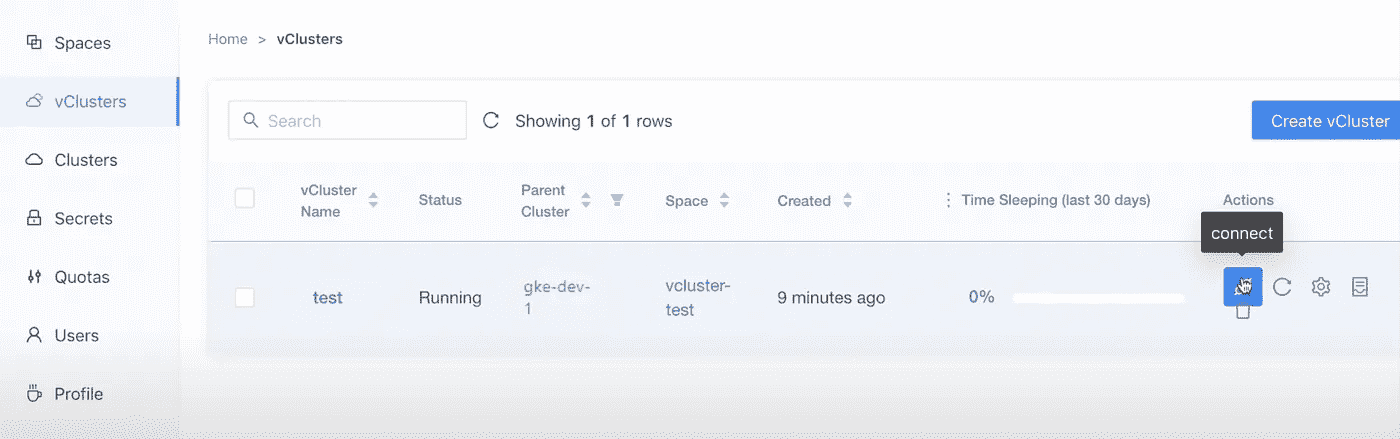 Spaces
vClusters
Clusters
Secrets
Quotas
Users
Profile
Home > vClusters
Search
Showing 1 of 1 rows
Create vCluster
vCluster
Name
Status
Parent
Cluster
Space
Created
Time Sleeping (last 30 days)
Actions
connect
test
Running
gke-dev-
1
vcluster-
test
9 minutes ago
0%